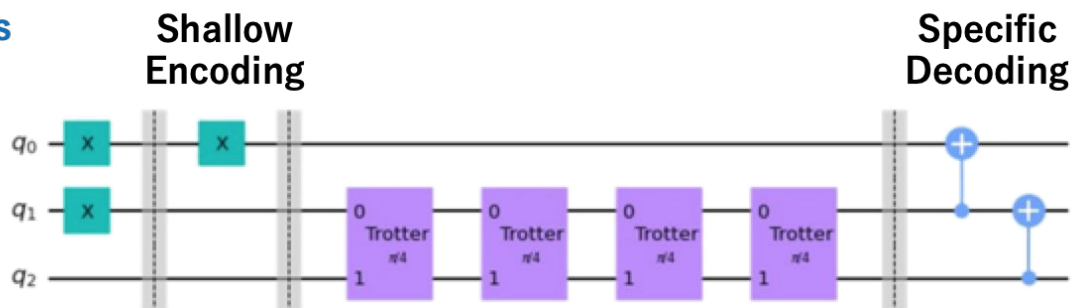 s
Shallow
Encoding
Specific
Decoding
q0 X X
q1 X 0 0 0 0
Trotter Trotter Trotter Trotter
π/4 π/4 π/4 π/4
q2 1 1 1 1